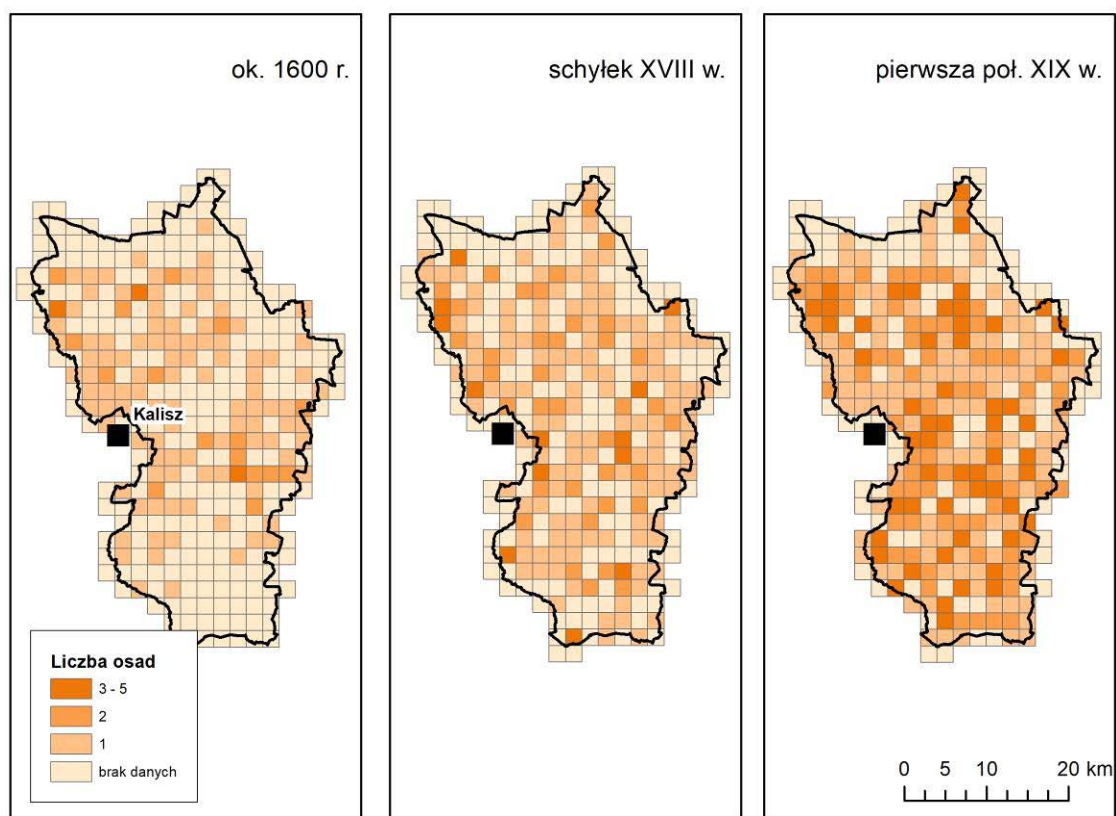 ok. 1600 r.
schyłek XVIII w.
pierwsza poł. XIX w.
Kalisz
Liczba osad
3 - 5
2
1
brak danych
0 5 10 20 km